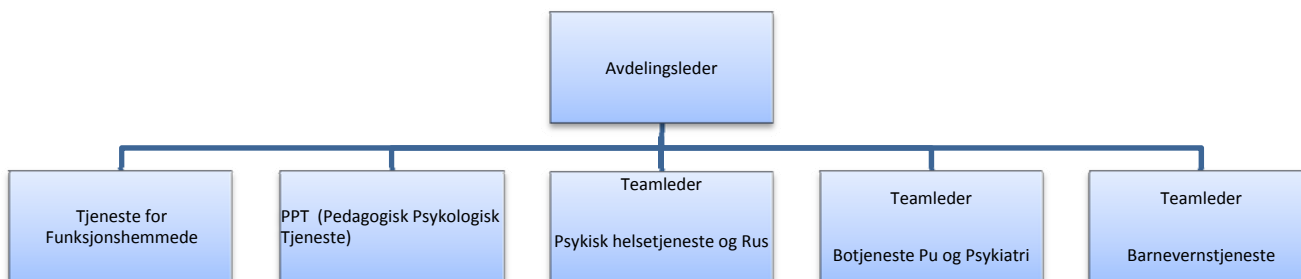 Avdelingsleder
Tjeneste for
Funksjonshemmede
PPT (Pedagogisk Psykologisk
Tjeneste)
Teamleder
Psykisk helsetjeneste og Rus
Teamleder
Botjeneste Pu og Psykiatri
Teamleder
Barnevernstjeneste